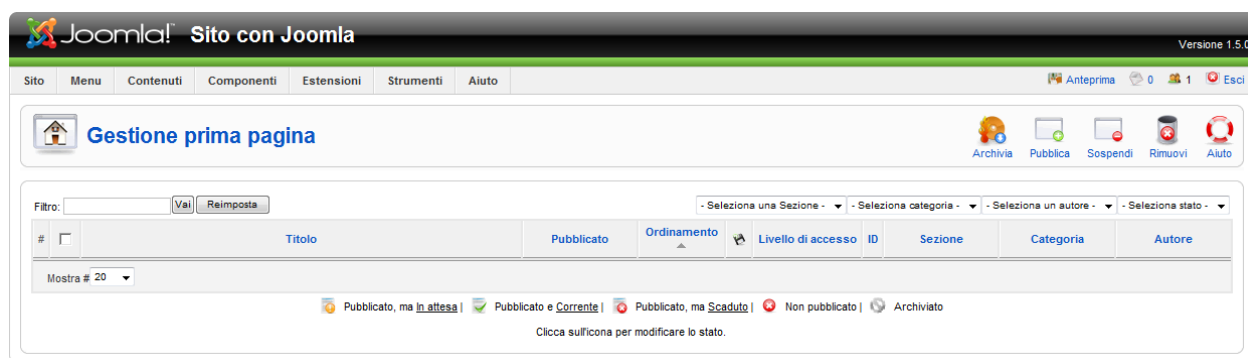 Joomla! Sito con Joomla
Versione 1.5.0
Sito Menu Contenuti Componenti Estensioni Strumenti Aiuto Anteprima 0 1 Esci
Gestione prima pagina
Archivia Pubblica Sospendi Rimuovi Aiuto
Filtro: Vai Reimposta - Seleziona una Sezione - - Seleziona categoria - - Seleziona un autore - - Seleziona stato -
# Titolo Pubblicato Ordinamento Livello di accesso ID Sezione Categoria Autore
Mostra # 20
Pubblicato, ma In attesa | Pubblicato e Corrente | Pubblicato, ma Scaduto | Non pubblicato | Archiviato
Clicca sull'icona per modificare lo stato.